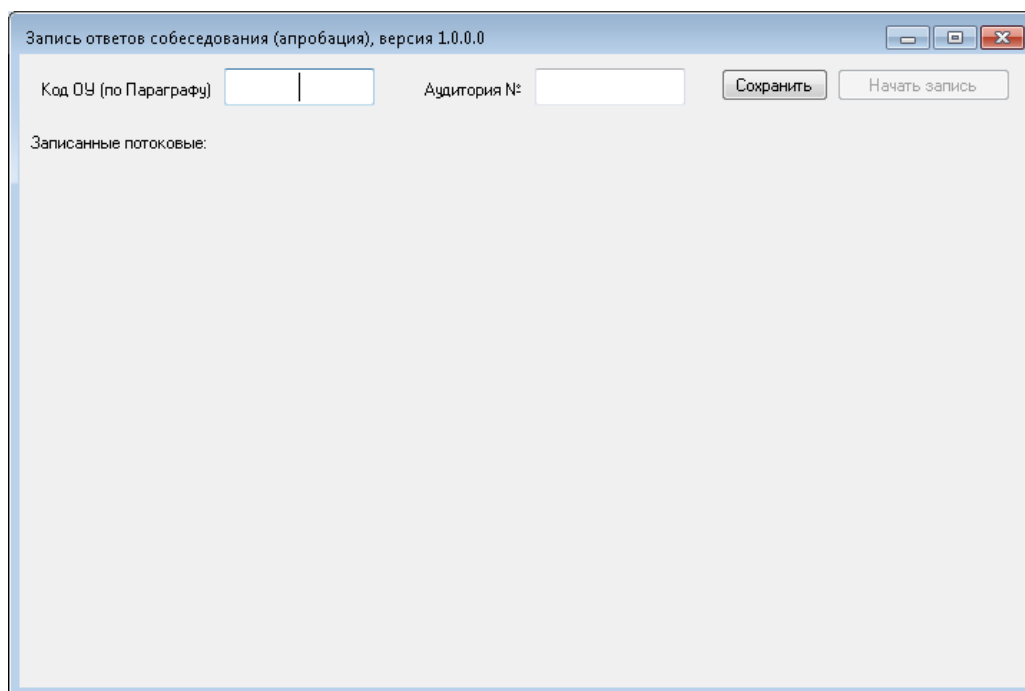 Запись ответов собеседования (апробация), версия 1.0.0.0
Код ОУ (по Параграфу) Аудитория № Сохранить Начать запись
Записанные потоковые: